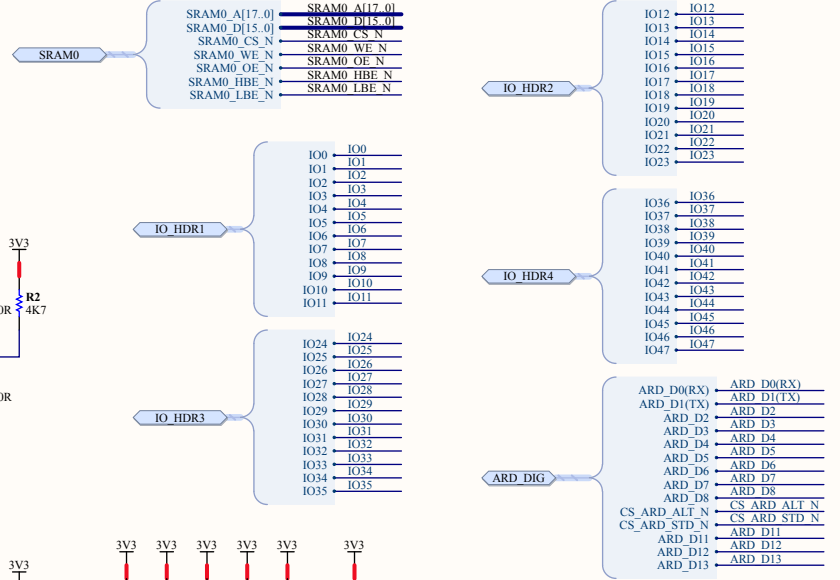 SRAM0
SRAM0_A[17..0] SRAM0_A[17..0]
SRAM0_D[15..0] SRAM0_D[15..0]
SRAM0_CS_N SRAM0_CS_N
SRAM0_WE_N SRAM0_WE_N
SRAM0_OE_N SRAM0_OE_N
SRAM0_HBE_N SRAM0_HBE_N
SRAM0_LBE_N SRAM0_LBE_N
IO_HDR2
IO12 IO12
IO13 IO13
IO14 IO14
IO15 IO15
IO16 IO16
IO17 IO17
IO18 IO18
IO19 IO19
IO20 IO20
IO21 IO21
IO22 IO22
IO23 IO23
IO_HDR1
IO0 IO0
IO1 IO1
IO2 IO2
IO3 IO3
IO4 IO4
IO5 IO5
IO6 IO6
IO7 IO7
IO8 IO8
IO9 IO9
IO10 IO10
IO11 IO11
IO_HDR4
IO36 IO36
IO37 IO37
IO38 IO38
IO39 IO39
IO40 IO40
IO41 IO41
IO42 IO42
IO43 IO43
IO44 IO44
IO45 IO45
IO46 IO46
IO47 IO47
3V3
R2
0R 4K7
0R
IO_HDR3
IO24 IO24
IO25 IO25
IO26 IO26
IO27 IO27
IO28 IO28
IO29 IO29
IO30 IO30
IO31 IO31
IO32 IO32
IO33 IO33
IO34 IO34
IO35 IO35
ARD_DIG
ARD_D0(RX) ARD_D0(RX)
ARD_D1(TX) ARD_D1(TX)
ARD_D2 ARD_D2
ARD_D3 ARD_D3
ARD_D4 ARD_D4
ARD_D5 ARD_D5
ARD_D6 ARD_D6
ARD_D7 ARD_D7
ARD_D8 ARD_D8
CS_ARD_ALT_N CS_ARD_ALT_N
CS_ARD_STD_N CS_ARD_STD_N
ARD_D11 ARD_D11
ARD_D12 ARD_D12
ARD_D13 ARD_D13
3V3 3V3 3V3 3V3 3V3 3V3
3V3